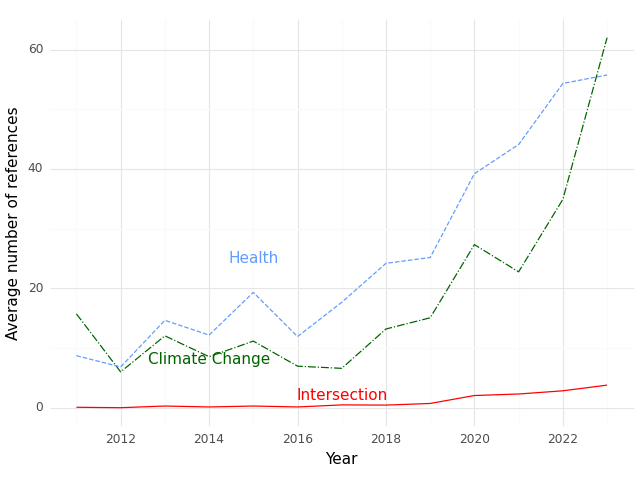 60
40
20
0
Health
Climate Change
Intersection
2012 2014 2016 2018 2020 2022
Year
Average number of references